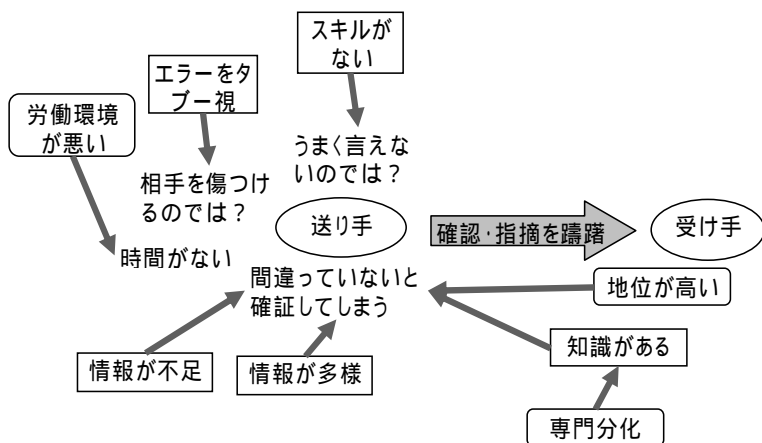 スキルが
ない
エラーをタ
ブー視
労働環境
が悪い
うまく言えな
いのでは？
相手を傷つけ
るのでは？
送り手
確認・指摘を躊躇
受け手
時間がない
間違っていないと
確証してしまう
地位が高い
情報が不足
情報が多様
知識がある
専門分化